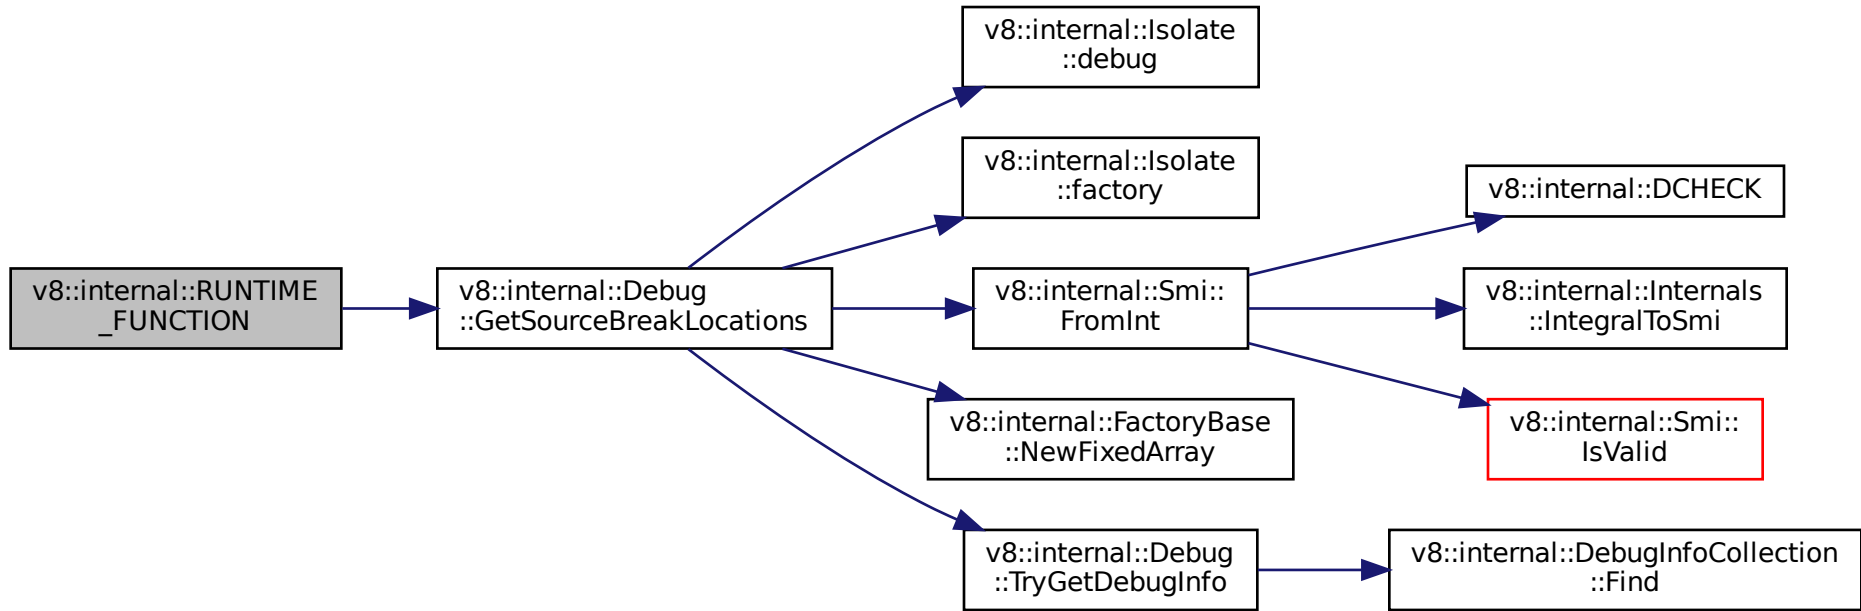 v8::internal::Isolate
::debug
v8::internal::Isolate
::factory
v8::internal::DCHECK
v8::internal::RUNTIME
_FUNCTION
v8::internal::Debug
::GetSourceBreakLocations
v8::internal::Smi::
FromInt
v8::internal::Internals
::IntegralToSmi
v8::internal::FactoryBase
::NewFixedArray
v8::internal::Smi::
IsValid
v8::internal::Debug
::TryGetDebugInfo
v8::internal::DebugInfoCollection
::Find